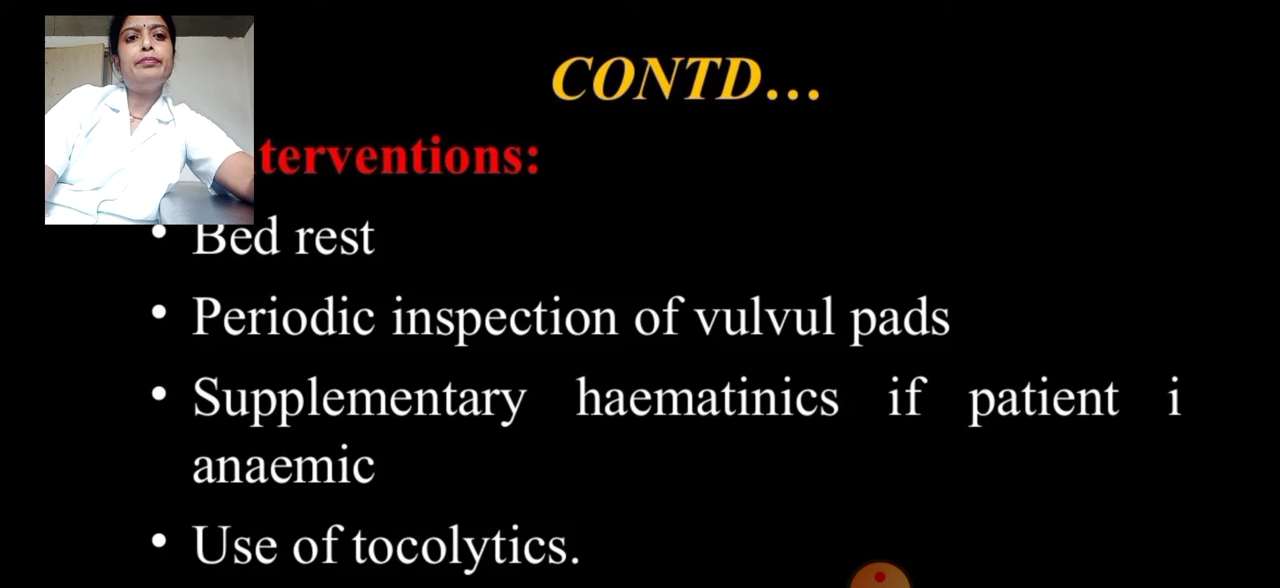 CONTD...
terventions:
• Bed rest
• Periodic inspection of vulvul pads
• Supplementary haematinics if patient i
anaemic
• Use of tocolytics.